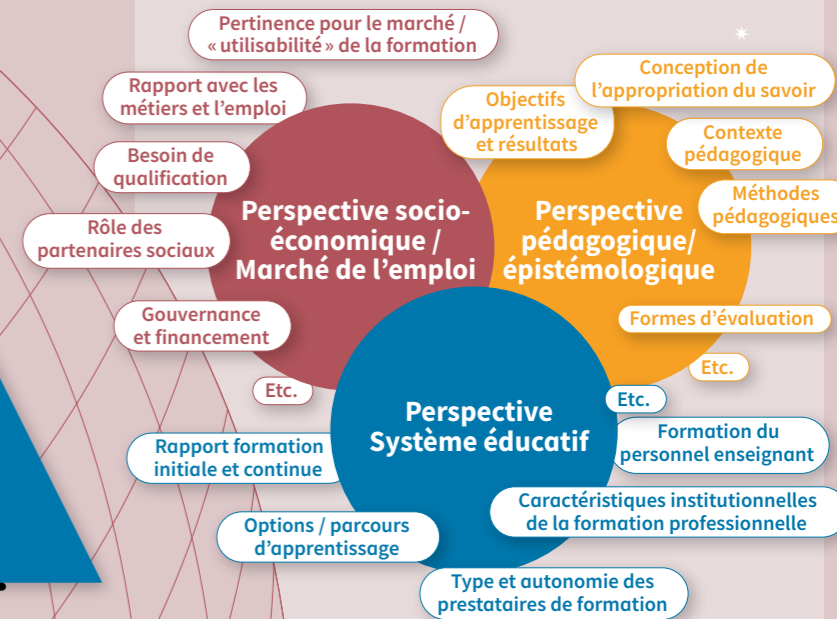 Pertinence pour le marché /
« utilisabilité » de la formation
Rapport avec les
métiers et l’emploi
Besoin de
qualification
Rôle des
partenaires sociaux
Gouvernance
et financement
Etc.
Perspective socio-
économique /
Marché de l’emploi
Conception de
l’appropriation du savoir
Objectifs
d’apprentissage
et résultats
Contexte
pédagogique
Méthodes
pédagogiques
Formes d’évaluation
Etc.
Perspective
pédagogique/
épistémologique
Perspective
Système éducatif
Etc.
Formation du
personnel enseignant
Caractéristiques institutionnelles
de la formation professionnelle
Type et autonomie des
prestataires de formation
Options / parcours
d’apprentissage
Rapport formation
initiale et continue